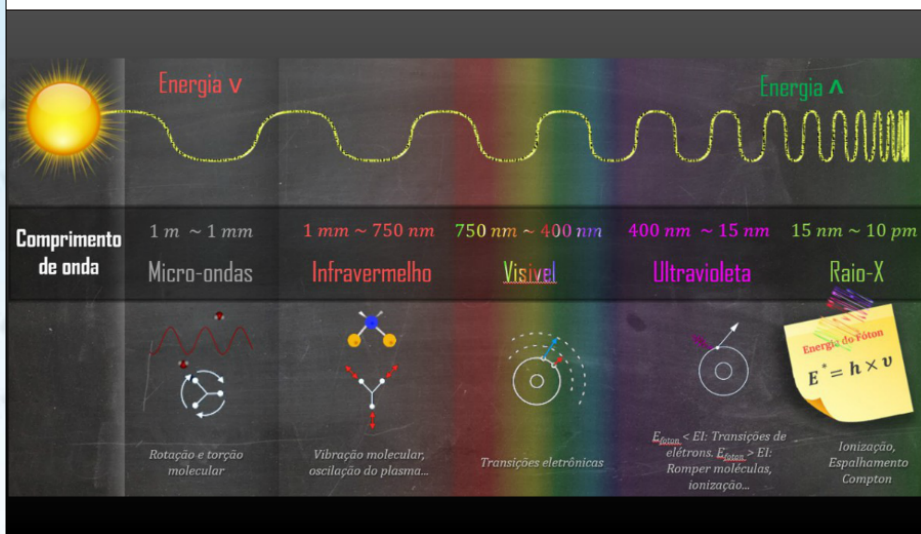 Energia ∨
Energia ∧
Comprimento
de onda
1 m ~ 1 mm
Micro-ondas
1 mm ~ 750 nm
Infravermelho
750 nm ~ 400 nm
Visível
400 nm ~ 15 nm
Ultravioleta
15 nm ~ 10 pm
Raio-X
Energia do Fóton
E* = h × υ
Rotação e torção
molecular
Vibração molecular,
oscilação do plasma...
Transições eletrônicas
E_foton < EI: Transições de
elétrons. E_foton > EI:
Romper moléculas,
ionização...
Ionização,
Espalhamento
Compton